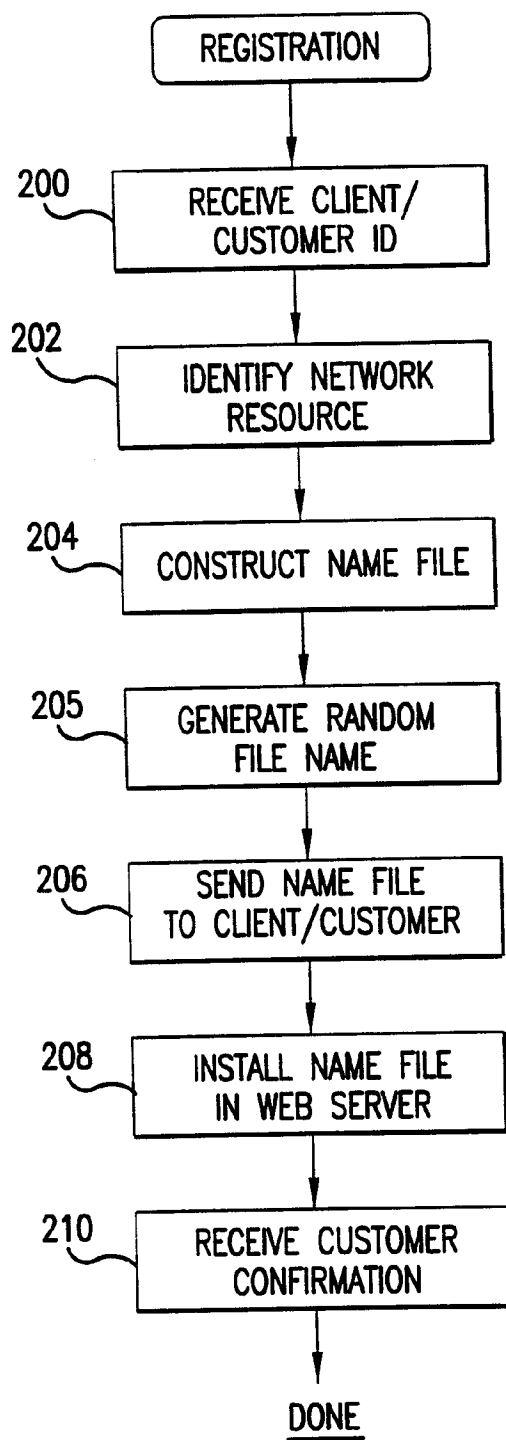 REGISTRATION
200
RECEIVE CLIENT/
CUSTOMER ID
202
IDENTIFY NETWORK
RESOURCE
204
CONSTRUCT NAME FILE
205
GENERATE RANDOM
FILE NAME
206
SEND NAME FILE
TO CLIENT/CUSTOMER
208
INSTALL NAME FILE
IN WEB SERVER
210
RECEIVE CUSTOMER
CONFIRMATION
DONE